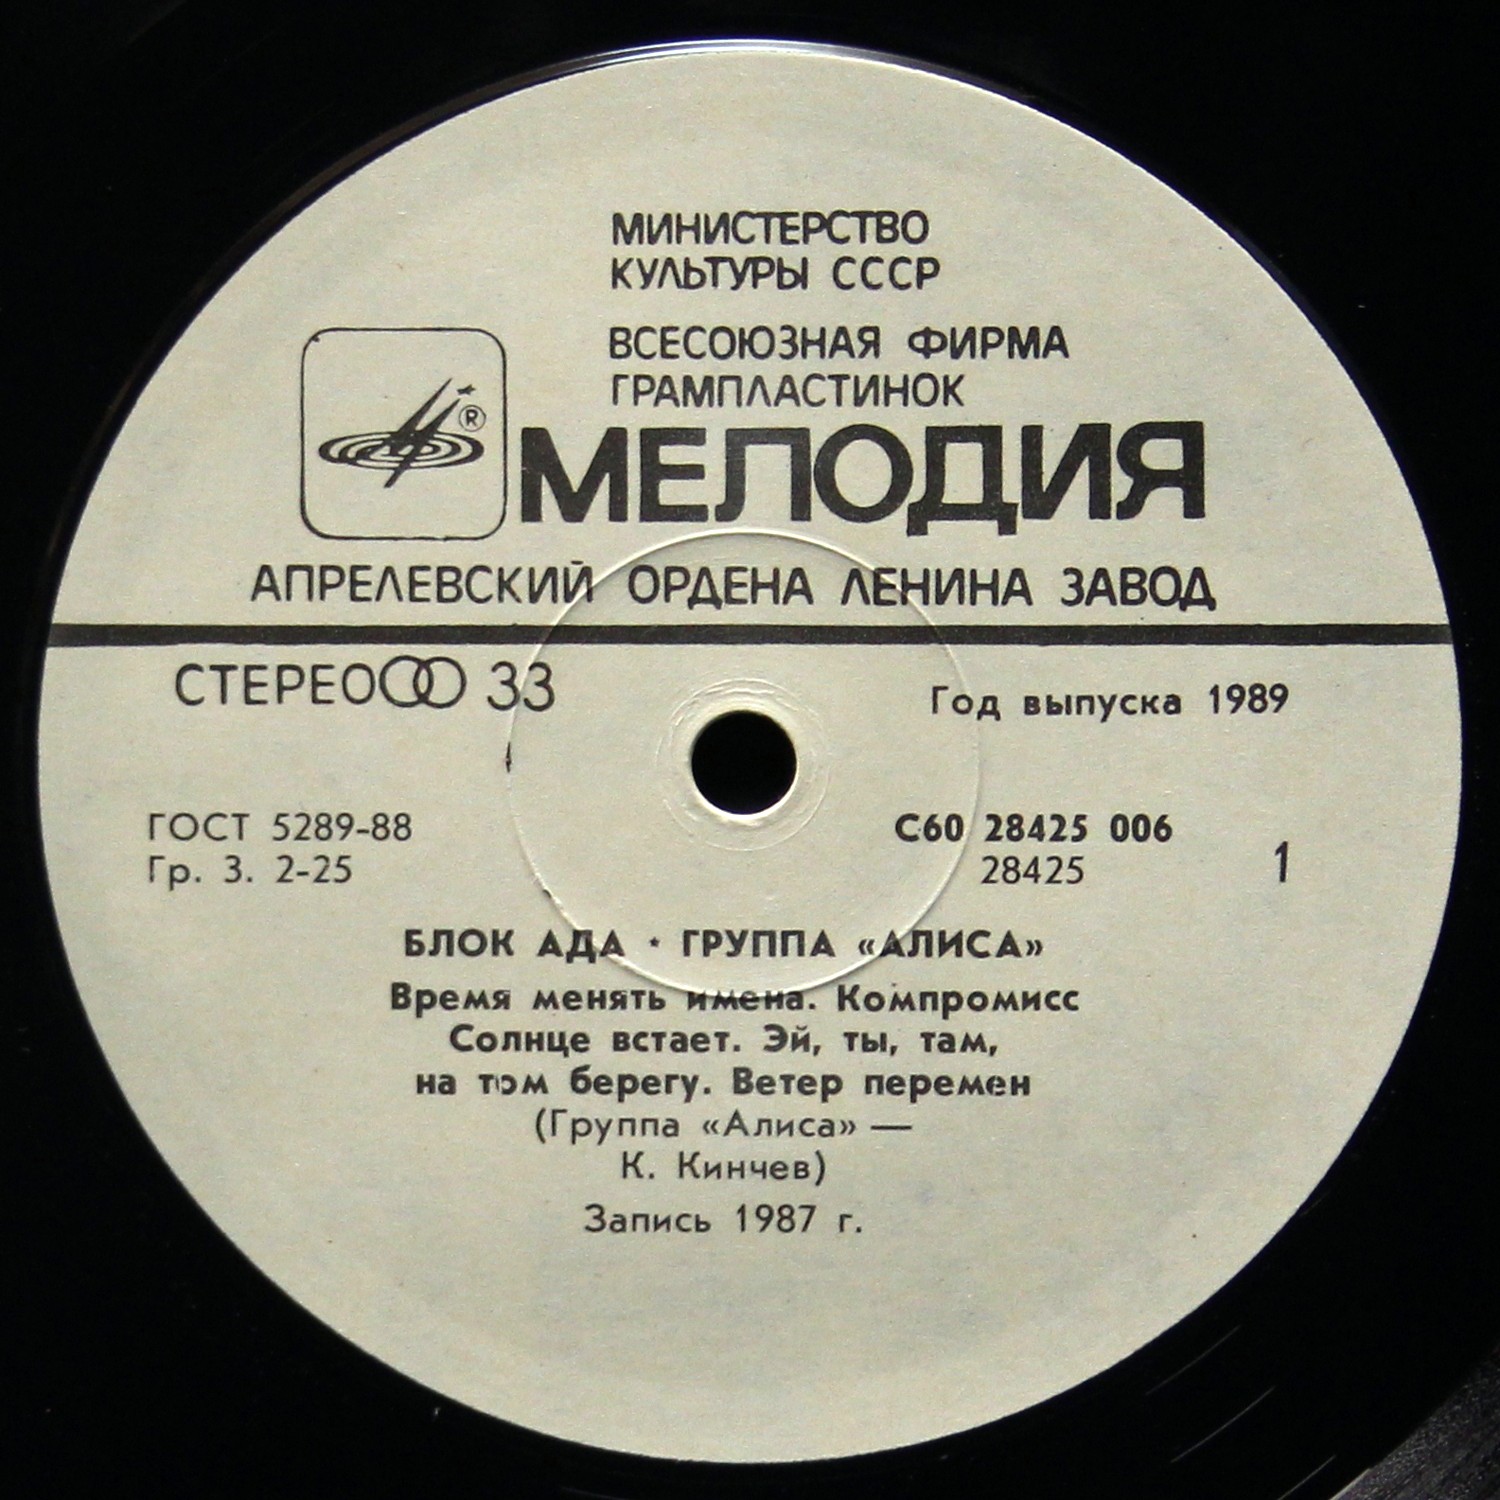 МИНИСТЕРСТВО
КУЛЬТУРЫ СССР
ВСЕСОЮЗНАЯ ФИРМА
ГРАМПЛАСТИНОК
®
МЕЛОДИЯ
АПРЕЛЕВСКИЙ ОРДЕНА ЛЕНИНА ЗАВОД
СТЕРЕО 33
Год выпуска 1989
ГОСТ 5289-88
Гр. 3. 2-25
С60 28425 006
28425
1
БЛОК АДА · ГРУППА «АЛИСА»
Время менять имена. Компромисс
Солнце встает. Эй, ты, там,
на том берегу. Ветер перемен
(Группа «Алиса» —
К. Кинчев)
Запись 1987 г.